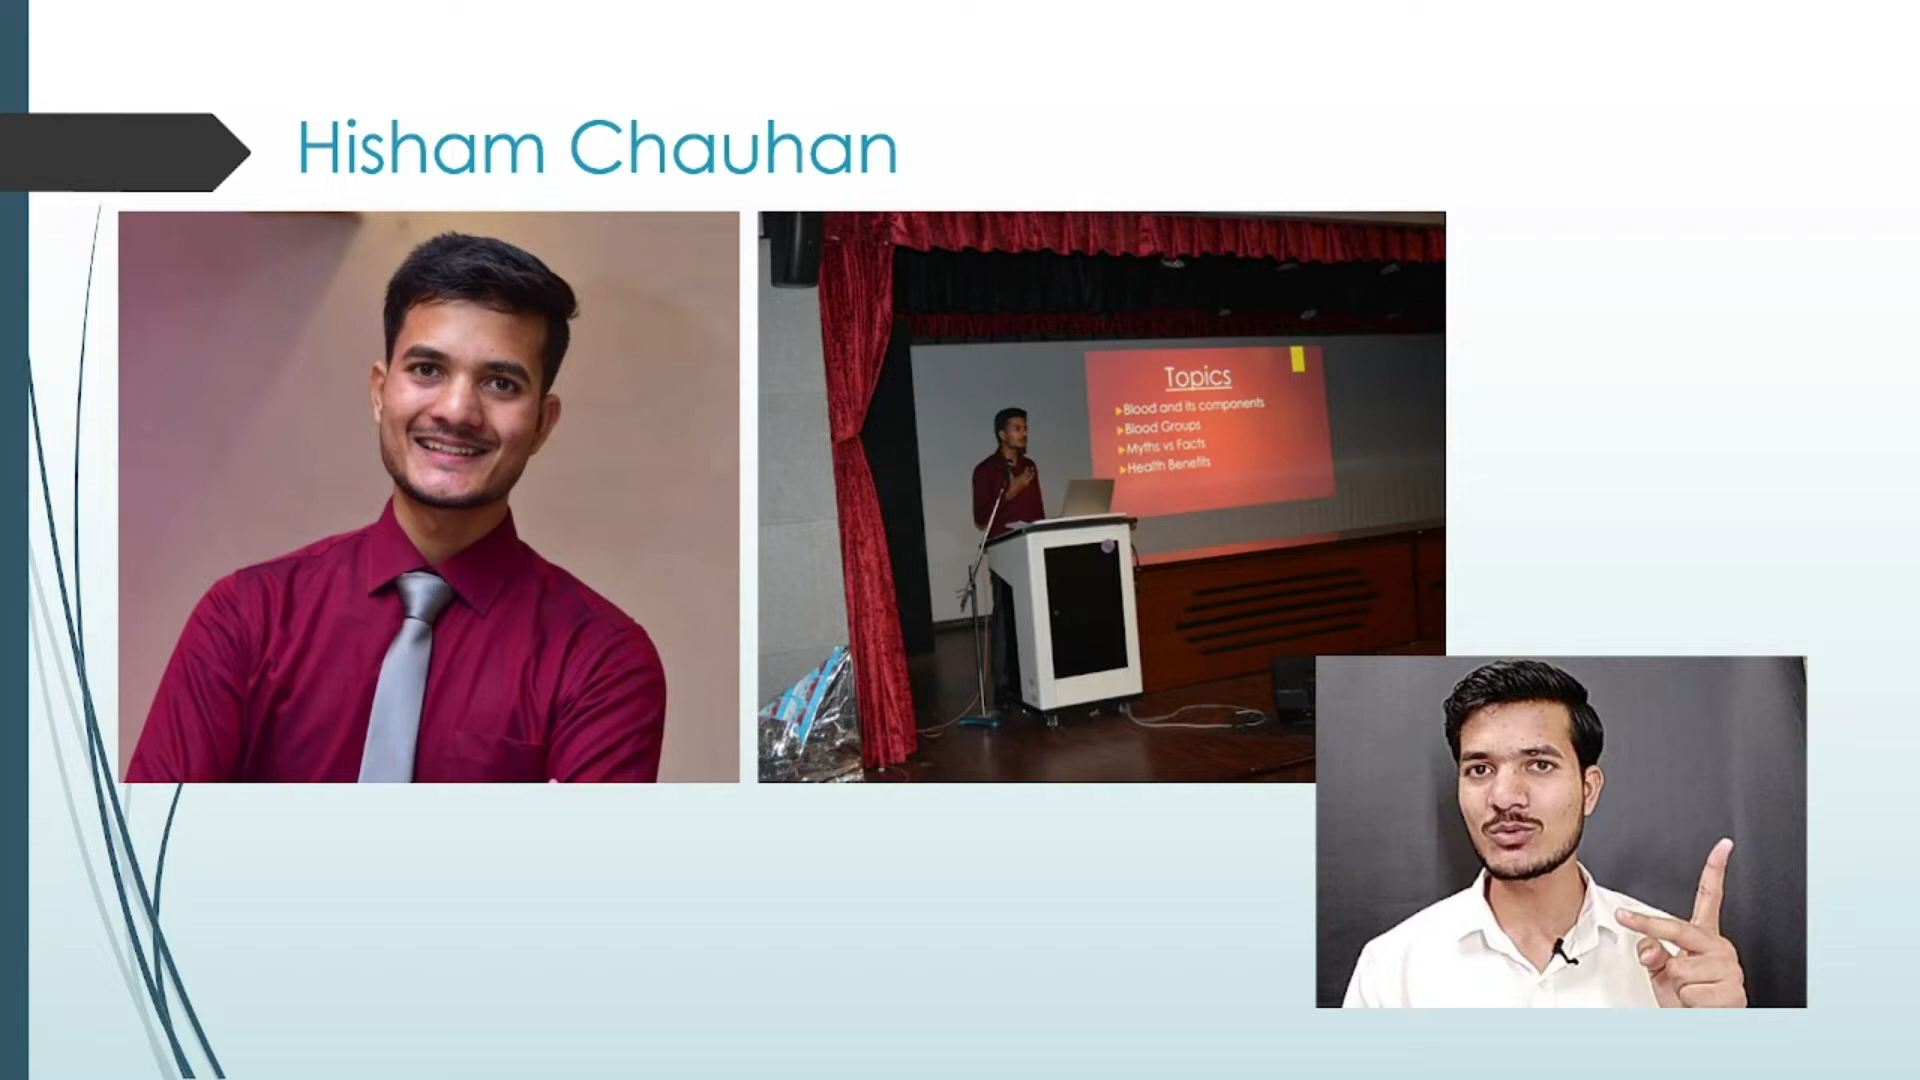 Hisham Chauhan
Topics
Blood and its components
Blood Groups
Myths vs Facts
Health Benefits